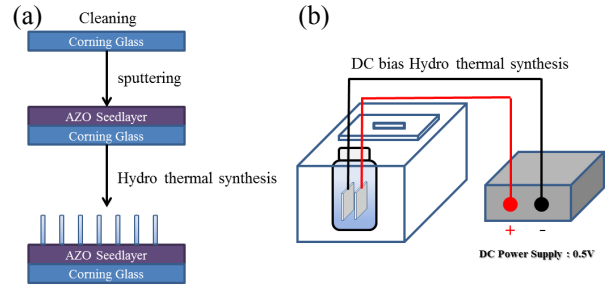 (a)
Cleaning
Corning Glass
sputtering
AZO Seedlayer
Corning Glass
Hydro thermal synthesis
AZO Seedlayer
Corning Glass
(b)
DC bias Hydro thermal synthesis
+ -
DC Power Supply : 0.5V